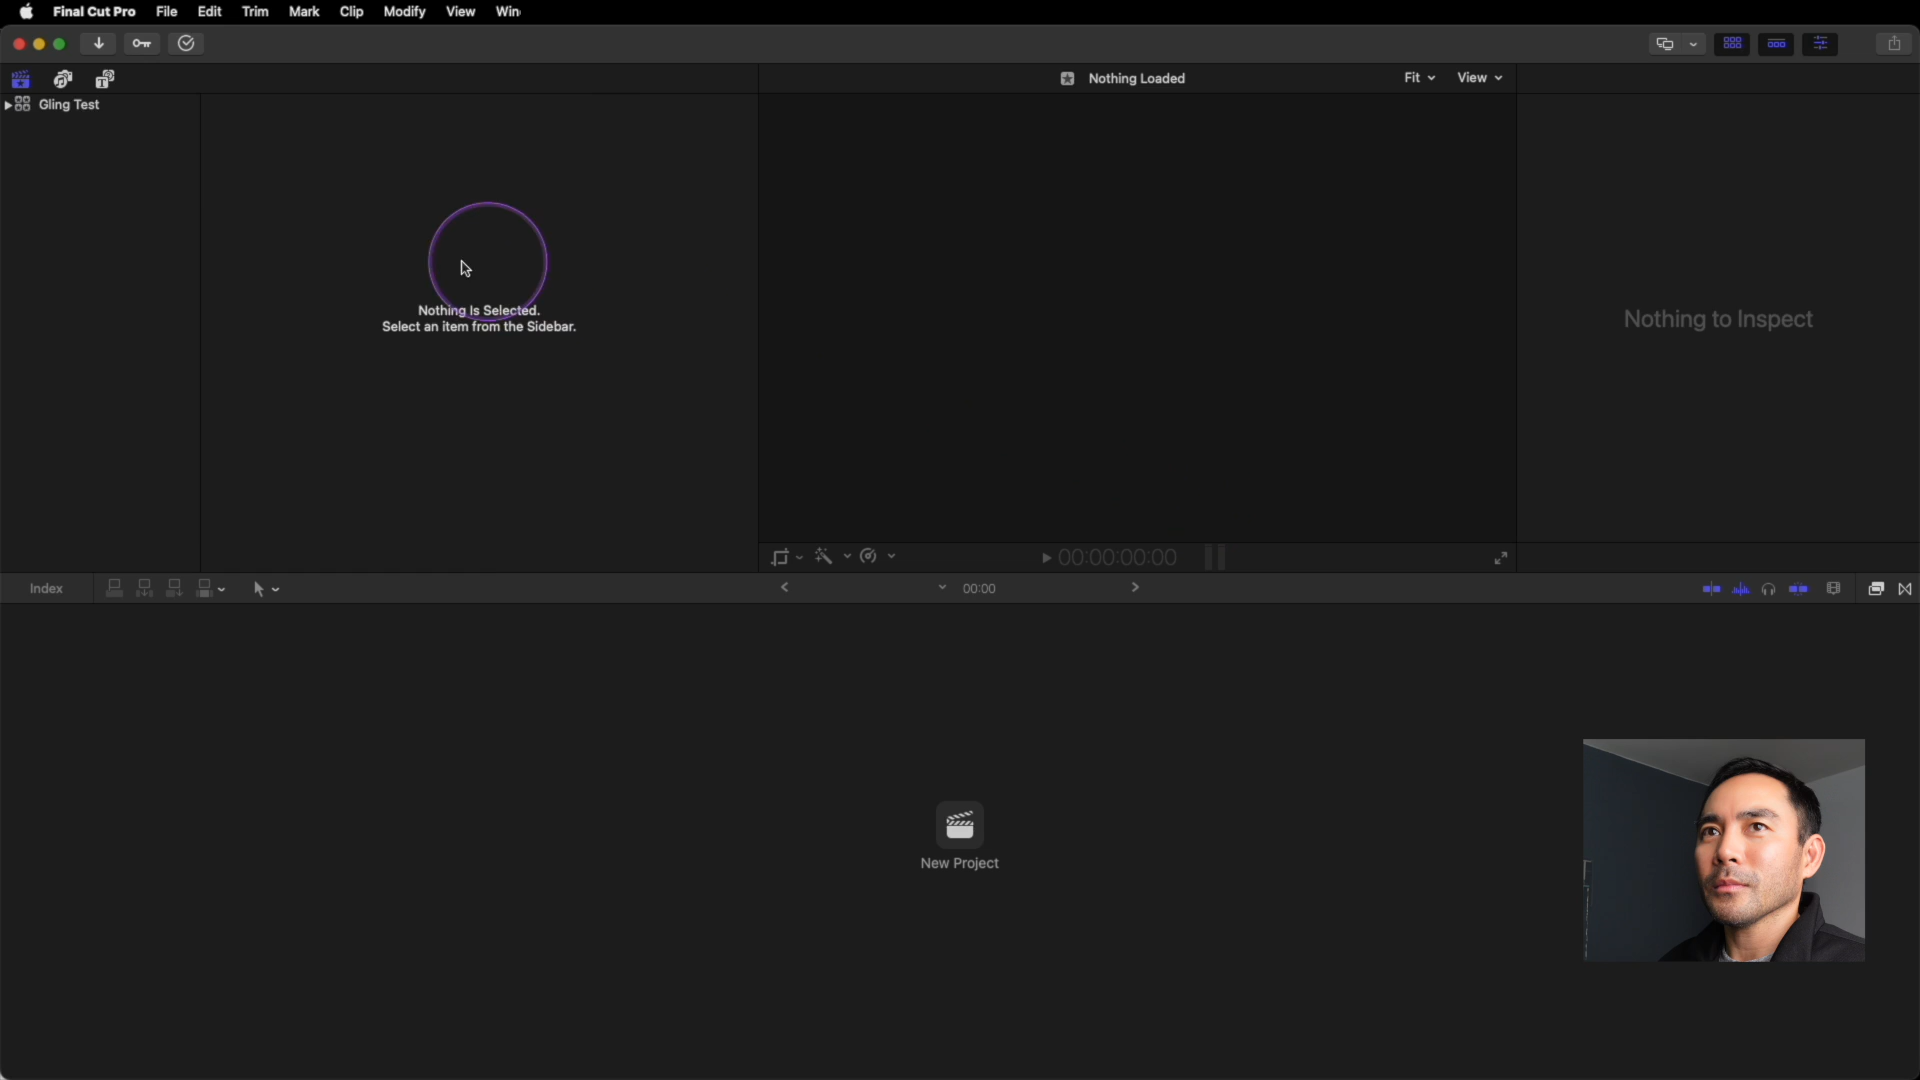 Final Cut Pro File Edit Trim Mark Clip Modify View Win
Nothing Loaded Fit View
Gling Test
Nothing Is Selected.
Select an item from the Sidebar.
Nothing to Inspect
00:00:00:00
Index 00:00
New Project